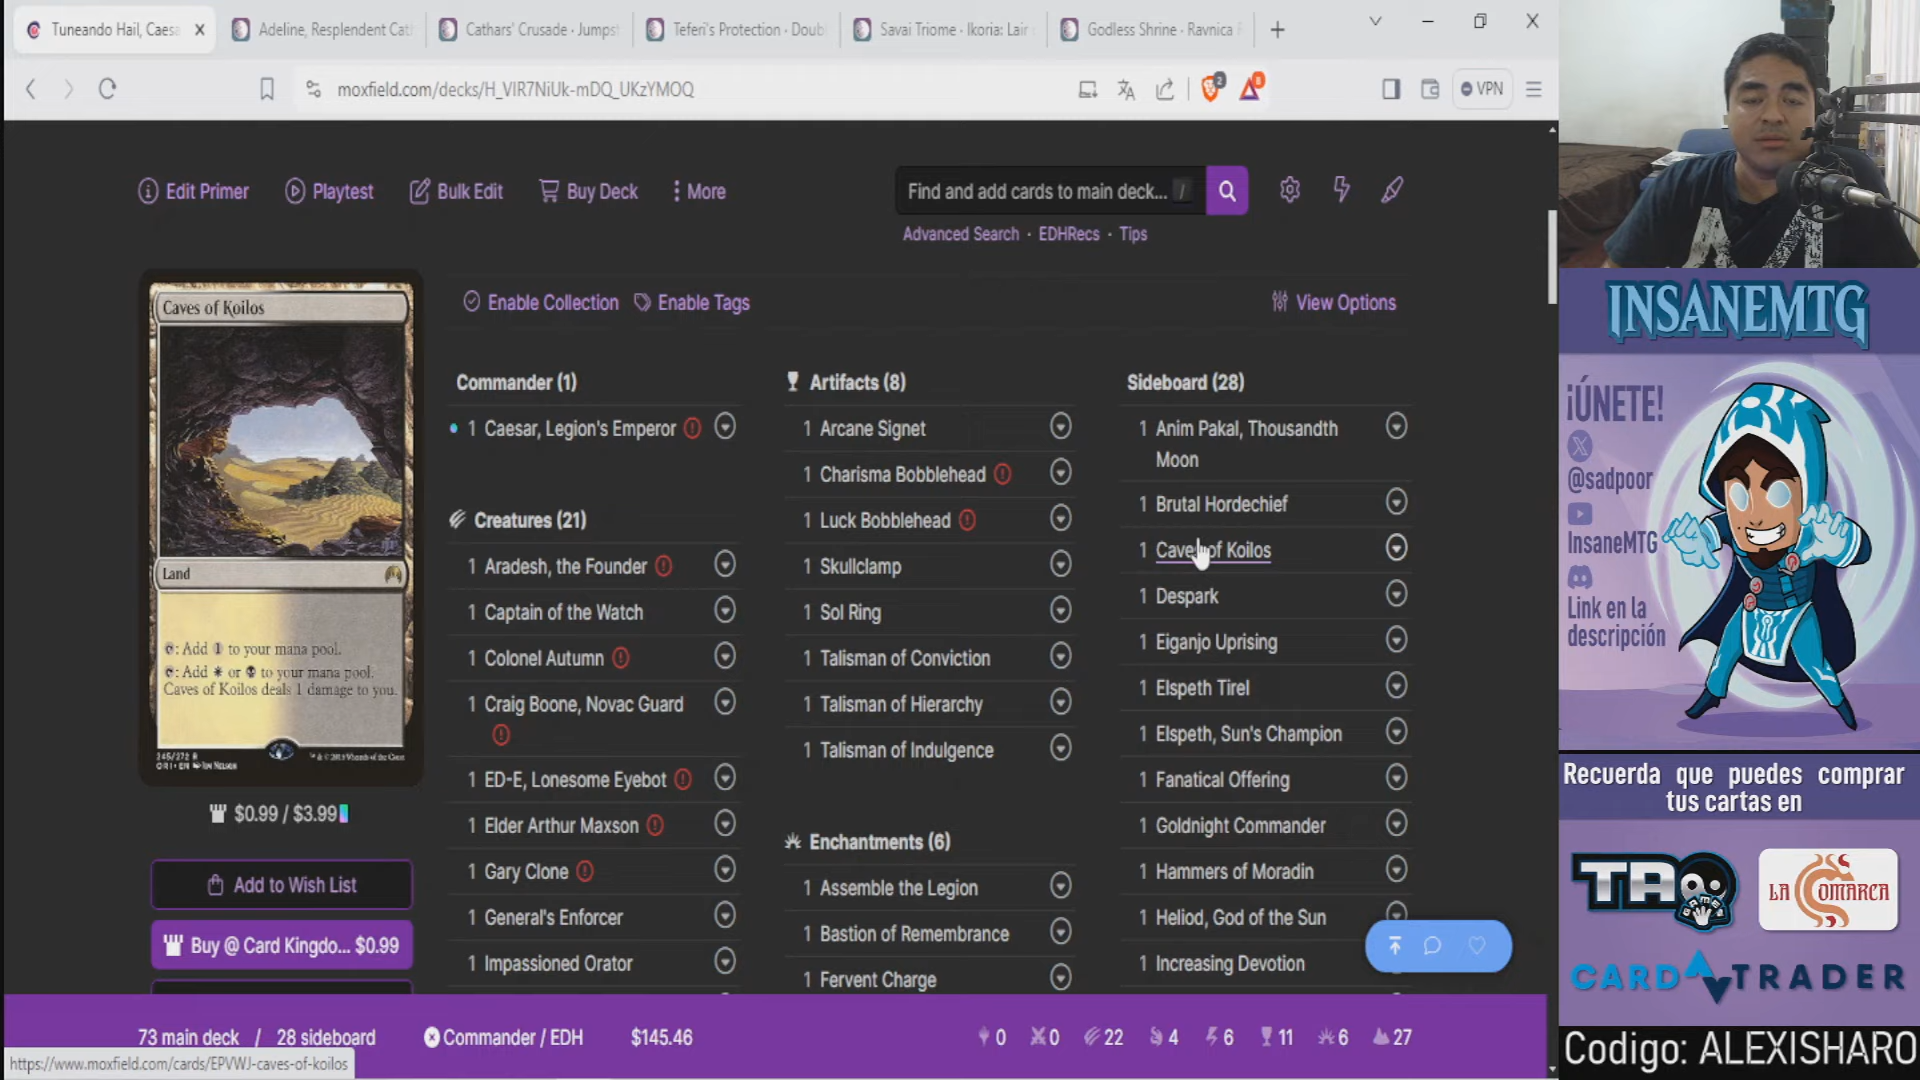 Tuneando Hail, Caesa
Adeline, Resplendent Cat
Cathars' Crusade · Jumps
Teferi's Protection · Doub
Savai Triome · Ikoria: Lair
Godless Shrine · Ravnica
moxfield.com/decks/H_VIR7NiUk-mDQ_UKzYMOQ
2
8
VPN
Edit Primer
Playtest
Bulk Edit
Buy Deck
More
Find and add cards to main deck... /
Advanced Search · EDHRecs · Tips
Enable Collection
Enable Tags
View Options
Caves of Koilos
Land
: Add 1 to your mana pool.
: Add or to your mana pool.
Caves of Koilos deals 1 damage to you.
245/272 R
$0.99 / $3.99
Add to Wish List
Buy @ Card Kingdo... $0.99
Commander (1)
1 Caesar, Legion's Emperor
Creatures (21)
1 Aradesh, the Founder
1 Captain of the Watch
1 Colonel Autumn
1 Craig Boone, Novac Guard
1 ED-E, Lonesome Eyebot
1 Elder Arthur Maxson
1 Gary Clone
1 General's Enforcer
1 Impassioned Orator
Artifacts (8)
1 Arcane Signet
1 Charisma Bobblehead
1 Luck Bobblehead
1 Skullclamp
1 Sol Ring
1 Talisman of Conviction
1 Talisman of Hierarchy
1 Talisman of Indulgence
Enchantments (6)
1 Assemble the Legion
1 Bastion of Remembrance
1 Fervent Charge
Sideboard (28)
1 Anim Pakal, Thousandth
Moon
1 Brutal Hordechief
1 Caves of Koilos
1 Despark
1 Eiganjo Uprising
1 Elspeth Tirel
1 Elspeth, Sun's Champion
1 Fanatical Offering
1 Goldnight Commander
1 Hammers of Moradin
1 Heliod, God of the Sun
1 Increasing Devotion
73 main deck / 28 sideboard
Commander / EDH
$145.46
0
0
22
4
6
11
6
27
https://www.moxfield.com/cards/EPVWJ-caves-of-koilos
INSANEMTG
¡ÚNETE!
@sadpoor
InsaneMTG
Link en la
descripción
Recuerda que puedes comprar
tus cartas en
TAO
GAMES
LA COMARCA
CARD TRADER
Codigo: ALEXISHARO